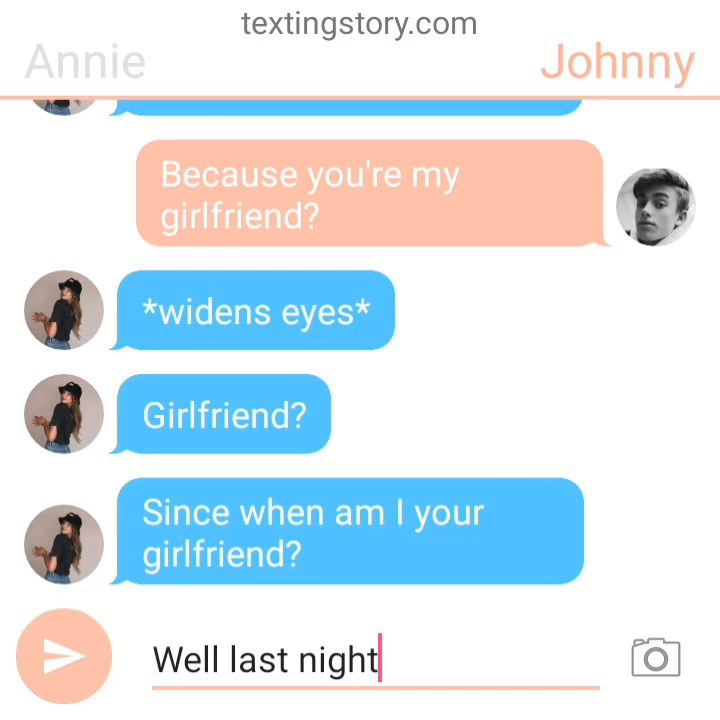 textingstory.com
Annie
Johnny
Because you're my
girlfriend?
*widens eyes*
Girlfriend?
Since when am I your
girlfriend?
Well last night